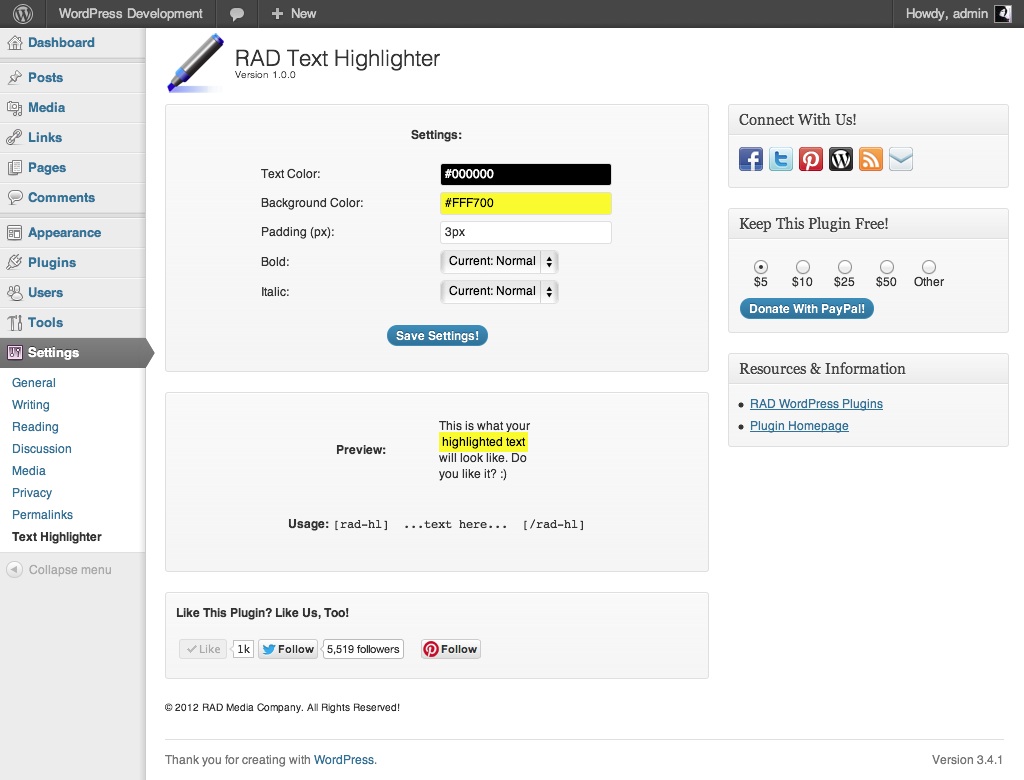 WordPress Development
New
Howdy, admin
Dashboard
Posts
Media
Links
Pages
Comments
Appearance
Plugins
Users
Tools
Settings
General
Writing
Reading
Discussion
Media
Privacy
Permalinks
Text Highlighter
Collapse menu
RAD Text Highlighter
Version 1.0.0
Settings:
Text Color: #000000
Background Color: #FFF700
Padding (px): 3px
Bold: Current: Normal
Italic: Current: Normal
Save Settings!
Preview:
This is what your
highlighted text
will look like. Do
you like it? :)
Usage: [rad-hl] ...text here... [/rad-hl]
Like This Plugin? Like Us, Too!
Like 1k Follow 5,519 followers Follow
© 2012 RAD Media Company. All Rights Reserved!
Connect With Us!
Keep This Plugin Free!
$5 $10 $25 $50 Other
Donate With PayPal!
Resources & Information
RAD WordPress Plugins
Plugin Homepage
Thank you for creating with WordPress.
Version 3.4.1